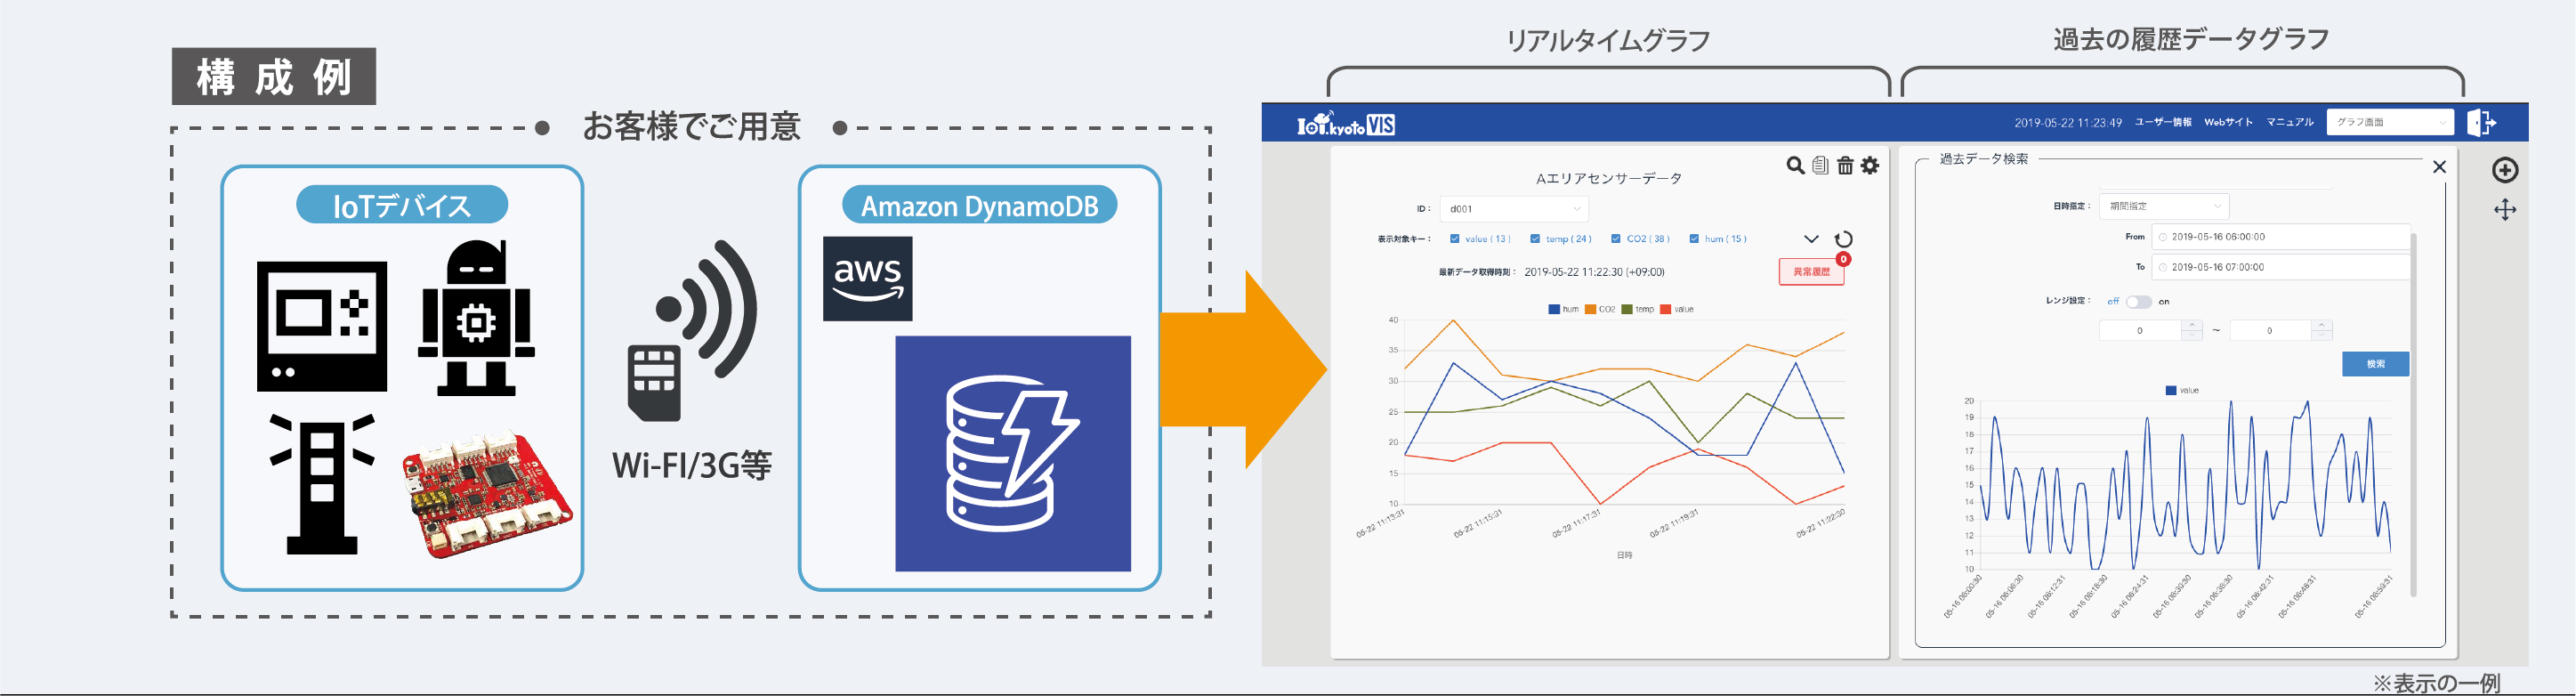 構成例
お客様でご用意
IoTデバイス
Wi-FI/3G等
Amazon DynamoDB
aws
リアルタイムグラフ
過去の履歴データグラフ
IoT.kyoto VIS
2019-05-22 11:23:49 ユーザー情報 Webサイト マニュアル グラフ画面
Aエリアセンサーデータ
ID： d001
表示対象キー： value ( 13 ) temp ( 24 ) CO2 ( 38 ) hum ( 15 )
最新データ取得時刻： 2019-05-22 11:22:30 (+09:00)
異常履歴 0
hum CO2 temp value
40
35
30
25
20
15
10
05-22 11:13:31 05-22 11:15:31 05-22 11:17:31 05-22 11:19:31 05-22 11:22:30
日時
過去データ検索
日時指定： 期間指定
From 2019-05-16 06:00:00
To 2019-05-16 07:00:00
レンジ設定： off on
0 ~ 0
検索
value
20
19
18
17
16
15
14
13
12
11
10
05-16 06:00:30 05-16 06:06:30 05-16 06:12:31 05-16 06:18:30 05-16 06:24:31 05-16 06:30:30 05-16 06:36:30 05-16 06:42:31 05-16 06:48:31 05-16 06:59:31
※表示の一例